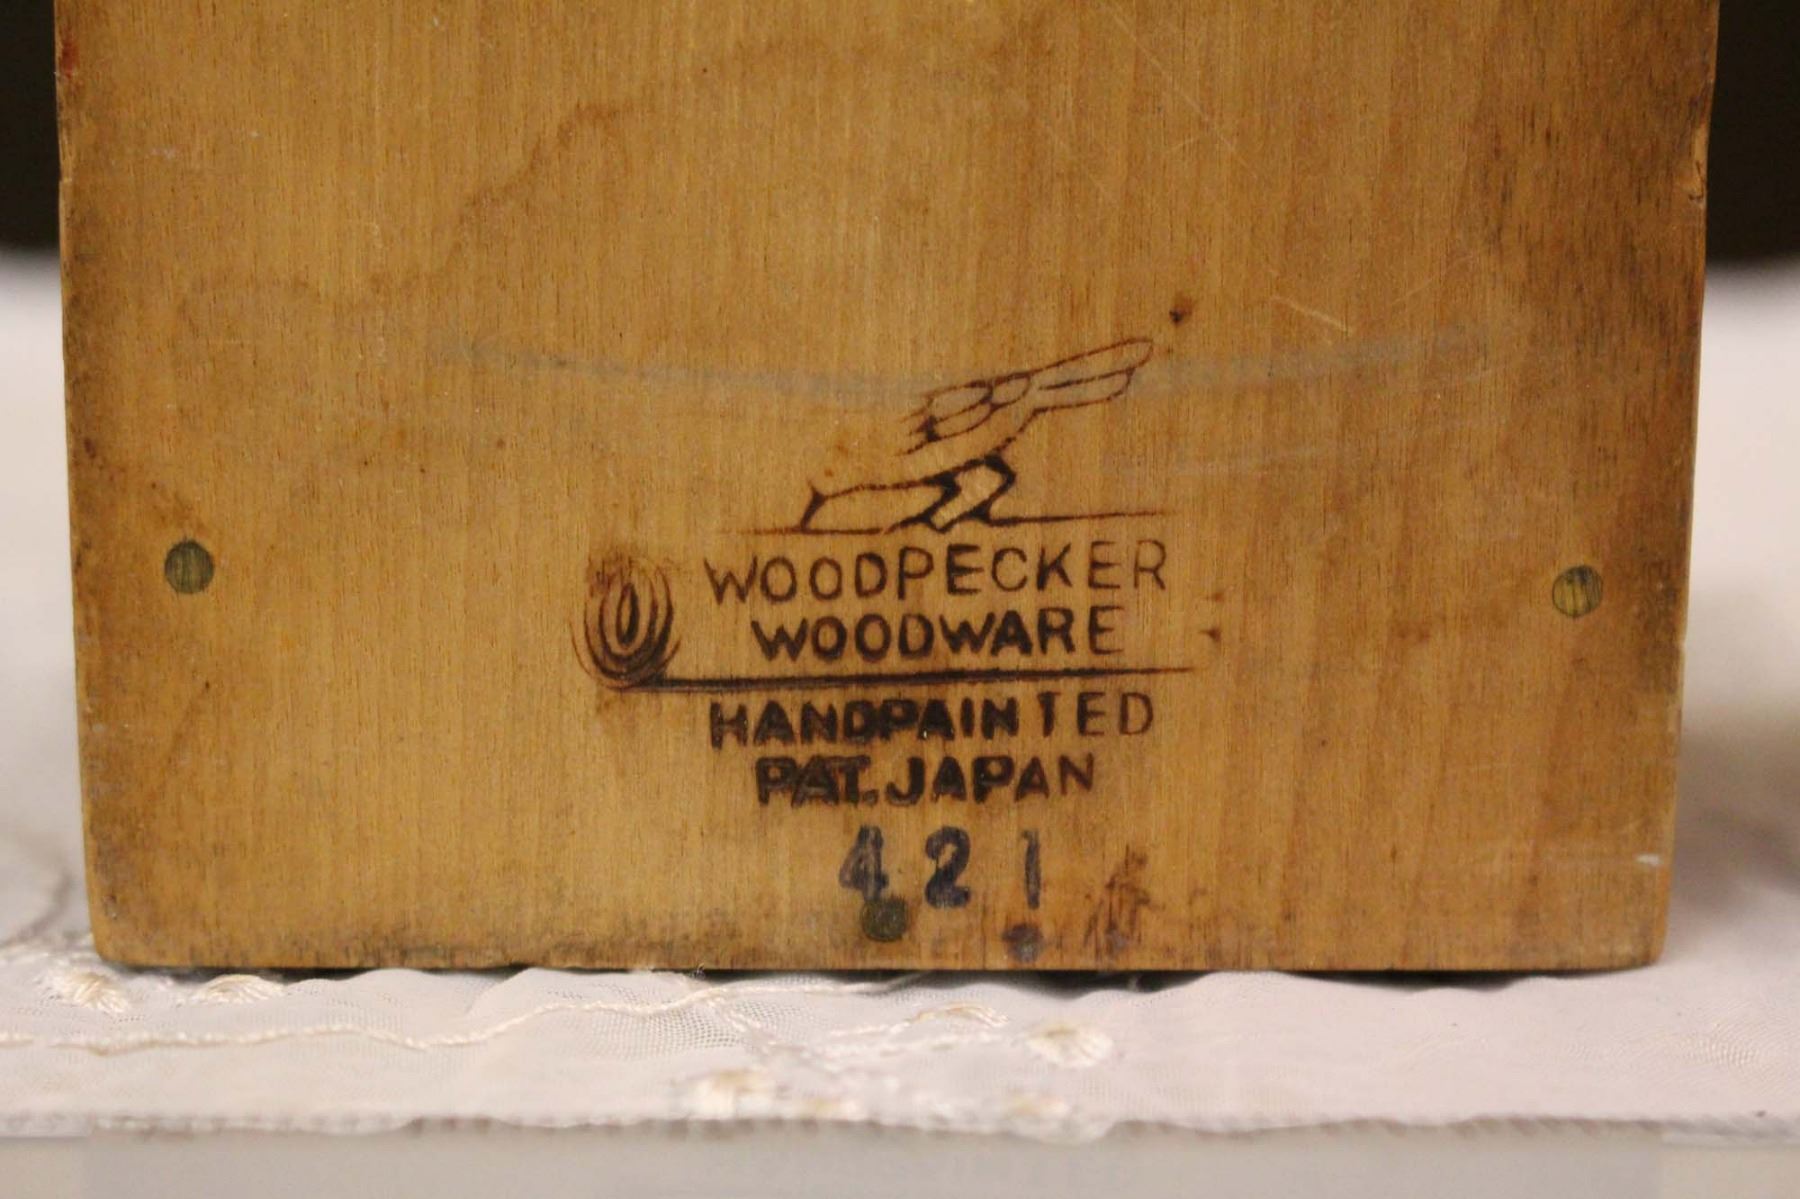 WOODPECKER
WOODWARE
HANDPAINTED
PAT. JAPAN
421